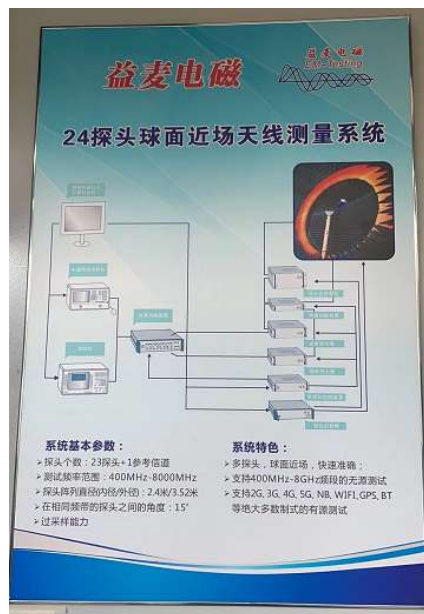 益麦电磁
益麦电磁
EM-Testing
24探头球面近场天线测量系统
系统基本参数：
➢探头个数：23探头+1参考信道
➢测试频率范围：400MHz-8000MHz
➢探头阵列直径(内径/外径)：2.4米/3.52米
➢在相同频带的探头之间的角度：15°
➢过采样能力
系统特色：
➢多探头，球面近场，快速准确；
➢支持400MHz-8GHz频段的无源测试
➢支持2G, 3G, 4G, 5G, NB, WIFI, GPS, BT
等绝大多数制式的有源测试